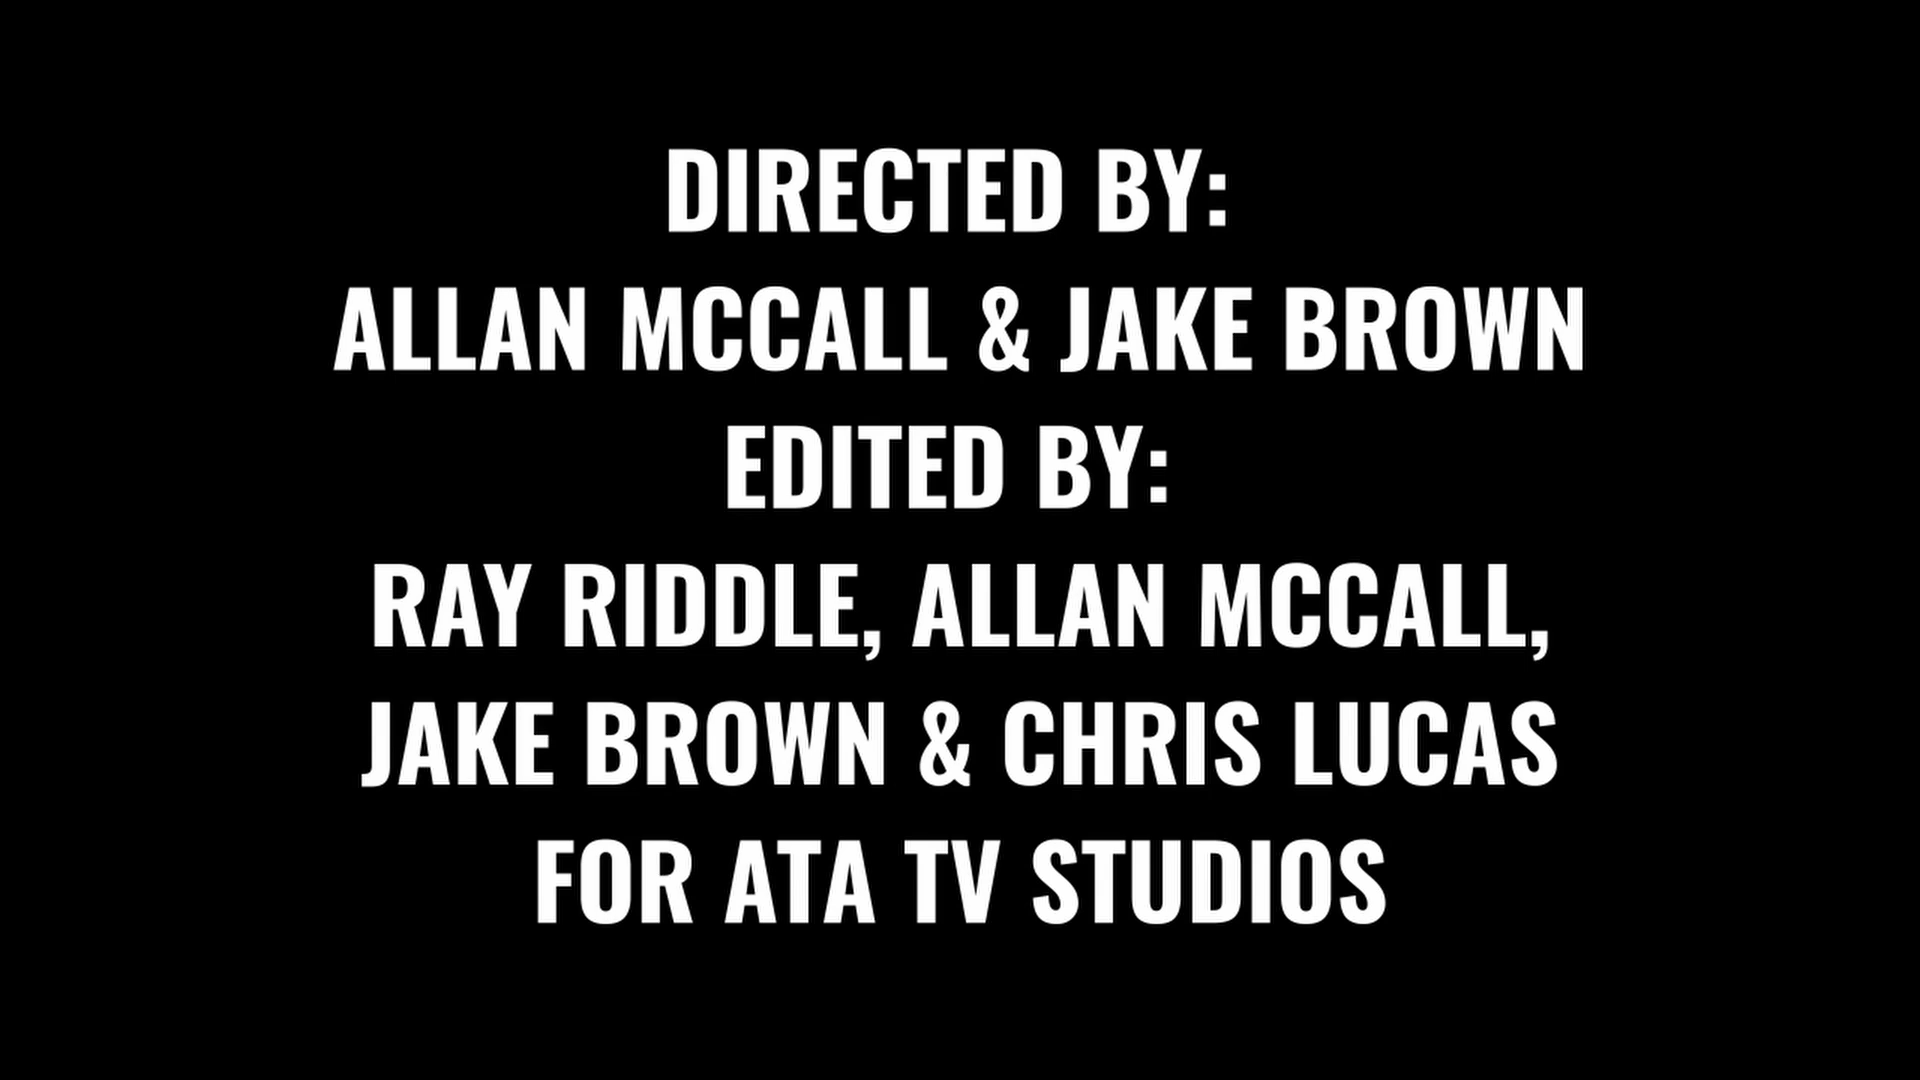 DIRECTED BY:
ALLAN MCCALL & JAKE BROWN
EDITED BY:
RAY RIDDLE, ALLAN MCCALL,
JAKE BROWN & CHRIS LUCAS
FOR ATA TV STUDIOS